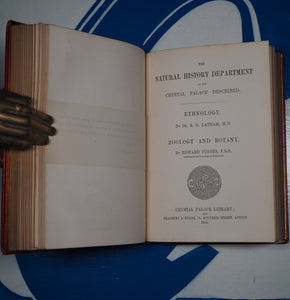 THE
NATURAL HISTORY DEPARTMENT
OF THE
CRYSTAL PALACE DESCRIBED.
ETHNOLOGY.
BY DR. R. G. LATHAM, M.D.
ZOOLOGY AND BOTANY.
BY EDWARD FORBES, F.R.S.
CRYSTAL PALACE LIBRARY;
AND
BRADBURY & EVANS, 11, BOUVERIE STREET, LONDON.
1854.